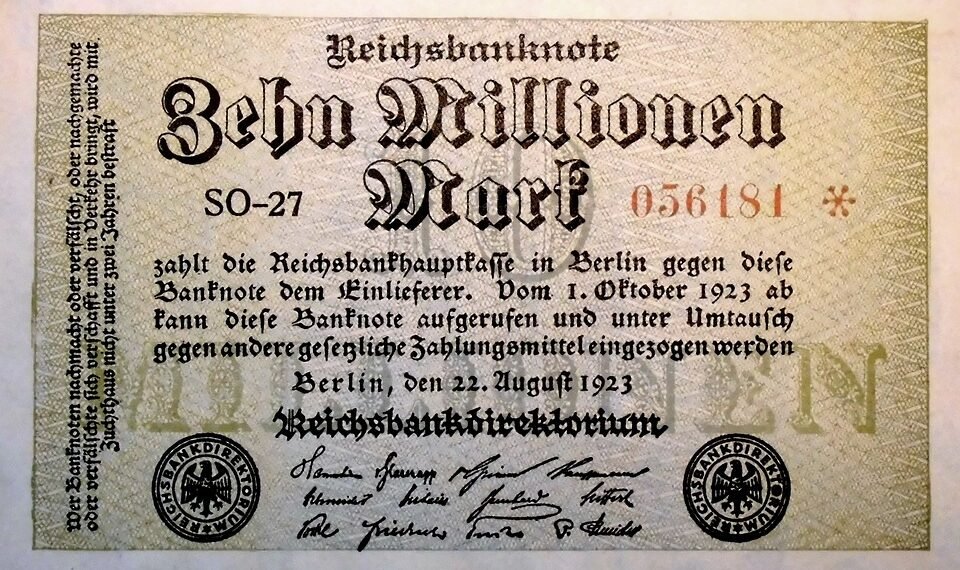 Reichsbanknote
Zehn Millionen
Mark
SO-27
056181 *
zahlt die Reichsbankhauptkasse in Berlin gegen diese
Banknote dem Einlieferer. Vom 1. Oktober 1923 ab
kann diese Banknote aufgerufen und unter Umtausch
gegen andere gesetzliche Zahlungsmittel eingezogen werden
Berlin, den 22. August 1923
Reichsbankdirektorium
REICHSBANKDIREKTORIUM
REICHSBANKDIREKTORIUM
Wer Banknoten nachmacht oder verfälscht, oder nachgemachte
oder verfälschte sich verschafft und in Verkehr bringt, wird mit
Zuchthaus nicht unter zwei Jahren bestraft
10
MILLIONEN